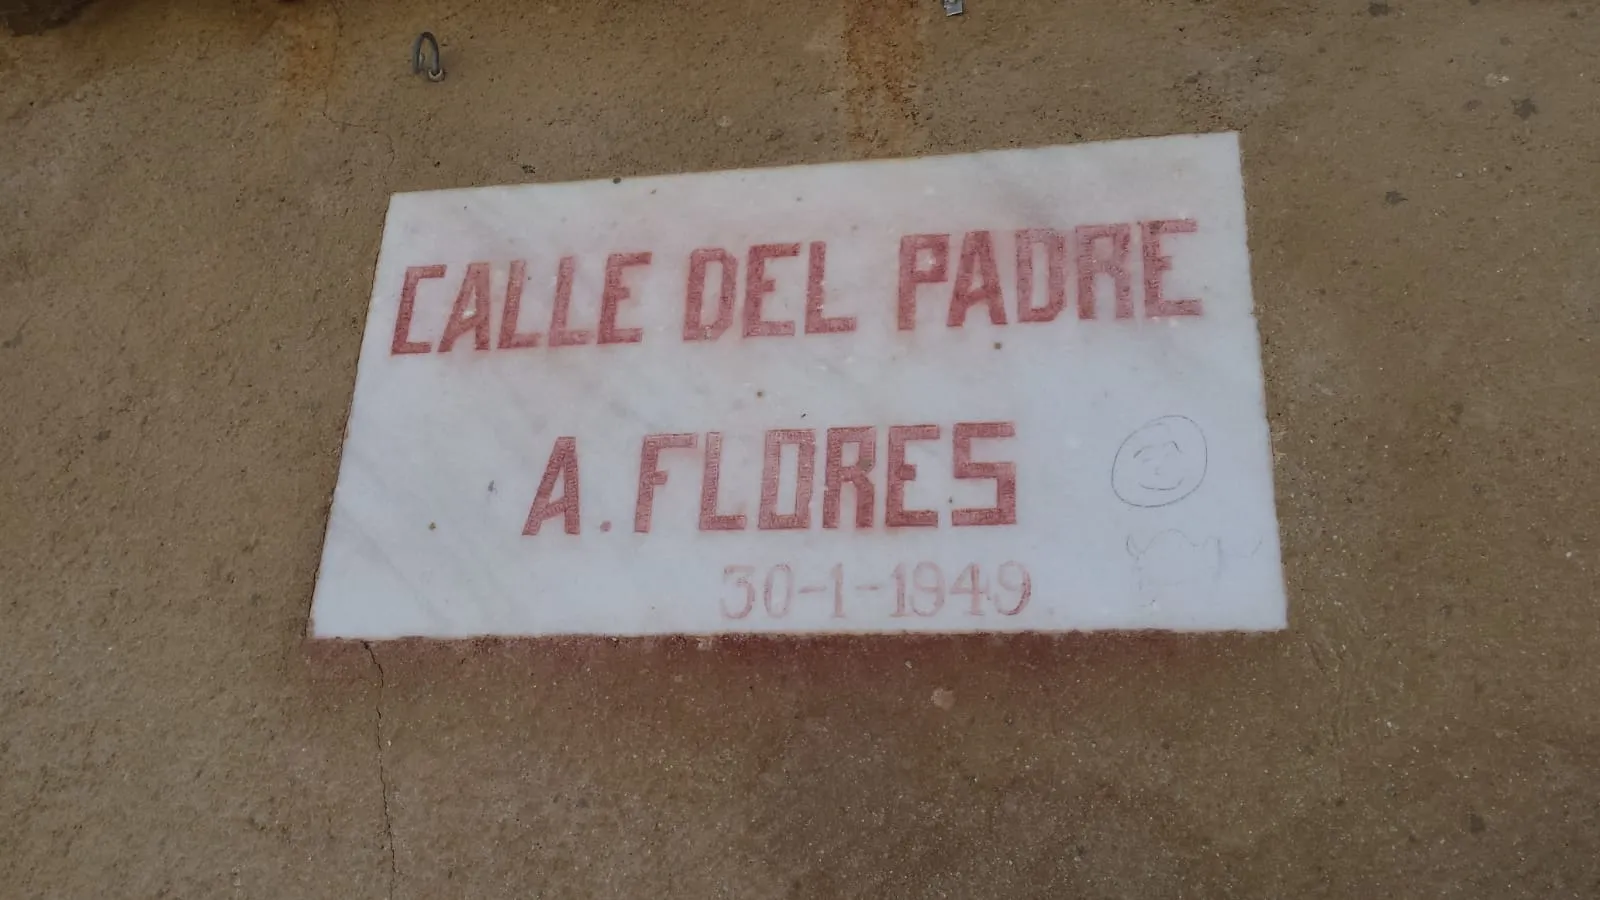 CALLE DEL PADRE
A. FLORES
30-1-1949